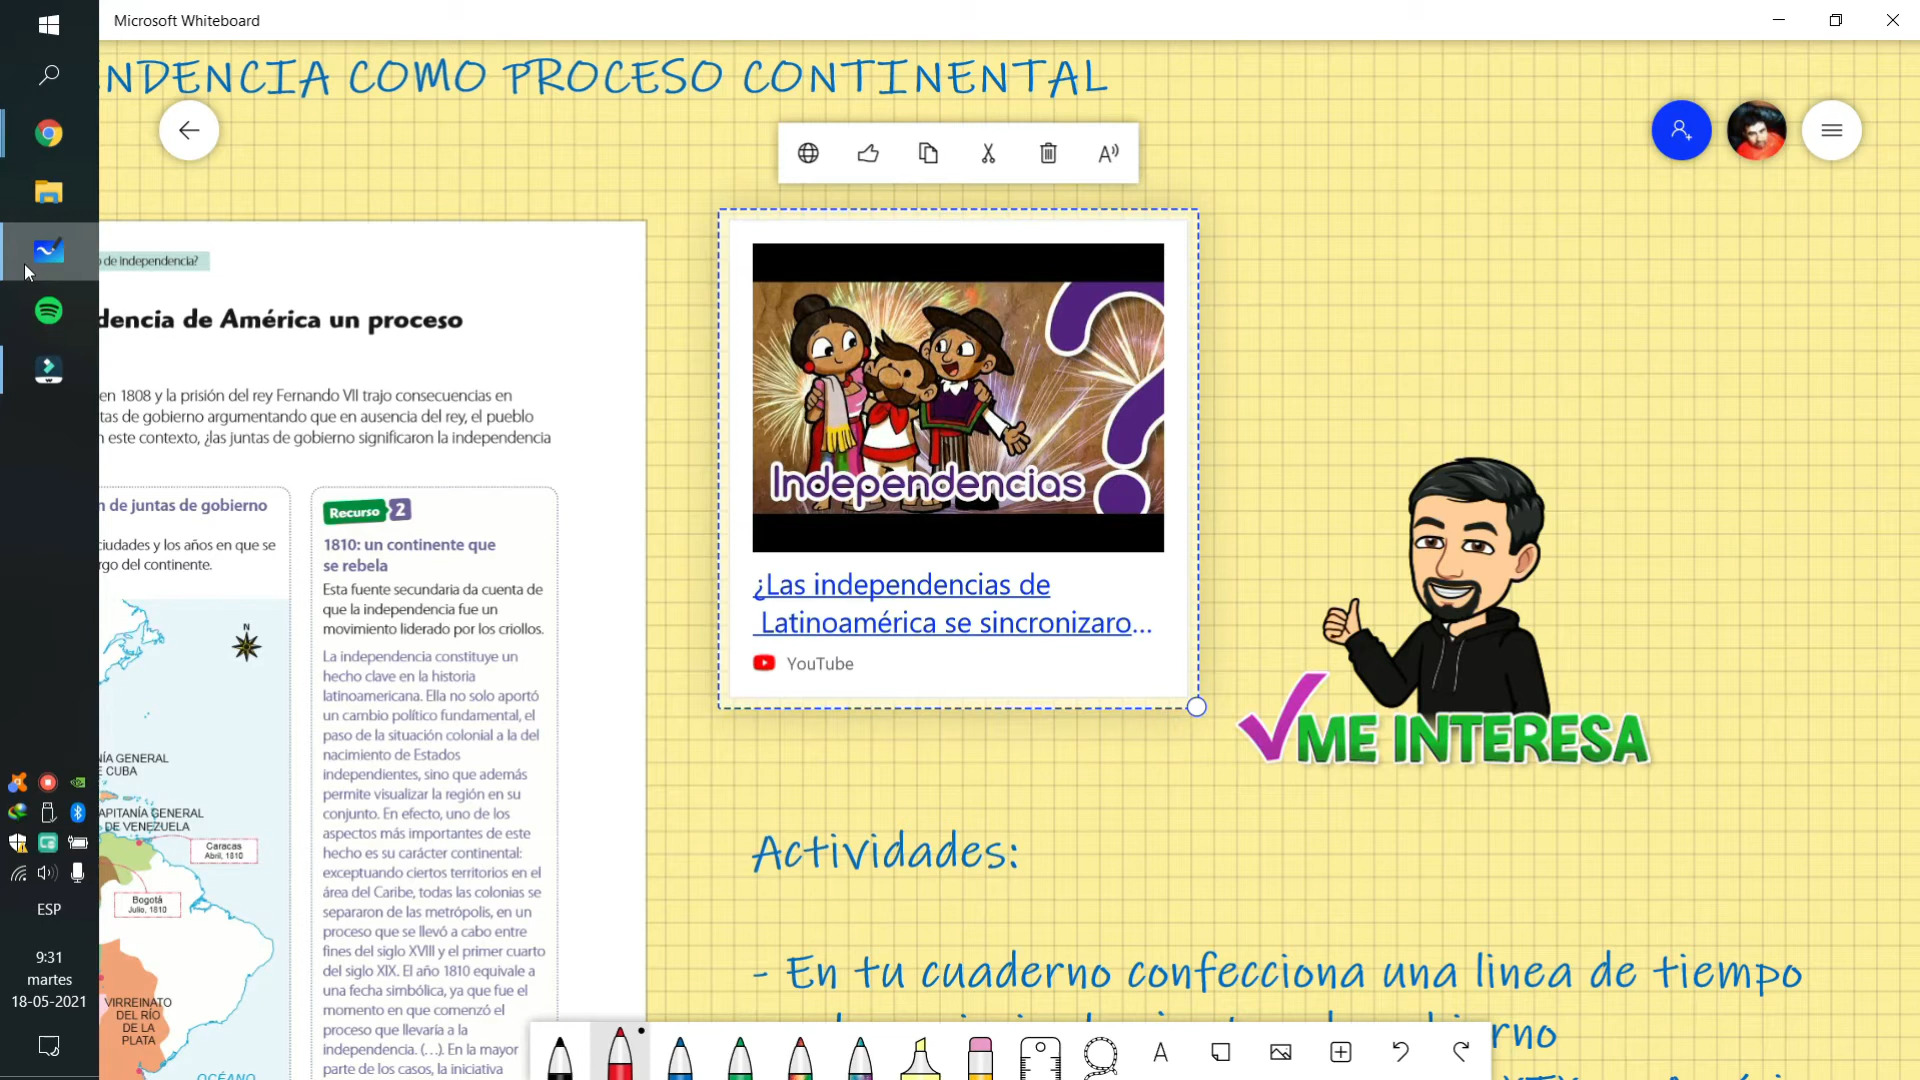 Microsoft Whiteboard
NDENCIA COMO PROCESO CONTINENTAL
de independencia?
dencia de América un proceso
en 1808 y la prisión del rey Fernando VII trajo consecuencias en
tas de gobierno argumentando que en ausencia del rey, el pueblo
n este contexto, ¿las juntas de gobierno significaron la independencia
n de juntas de gobierno
ciudades y los años en que se
rgo del continente.
N
ÍA GENERAL
E CUBA
APITANÍA GENERAL
DE VENEZUELA
Caracas
Abril, 1810
Bogotá
Julio, 1810
VIRREINATO
DEL RÍO
DE LA
PLATA
OCÉANO
Recurso 2
1810: un continente que
se rebela
Esta fuente secundaria da cuenta de
que la independencia fue un
movimiento liderado por los criollos.
La independencia constituye un
hecho clave en la historia
latinoamericana. Ella no solo aportó
un cambio político fundamental, el
paso de la situación colonial a la del
nacimiento de Estados
independientes, sino que además
permite visualizar la región en su
conjunto. En efecto, uno de los
aspectos más importantes de este
hecho es su carácter continental:
exceptuando ciertos territorios en el
área del Caribe, todas las colonias se
separaron de las metrópolis, en un
proceso que se llevó a cabo entre
fines del siglo XVIII y el primer cuarto
del siglo XIX. El año 1810 equivale a
una fecha simbólica, ya que fue el
momento en que comenzó el
proceso que llevaría a la
independencia. (...). En la mayor
parte de los casos, la iniciativa
Independencias
¿Las independencias de
Latinoamérica se sincronizaro...
YouTube
ME INTERESA
Actividades:
- En tu cuaderno confecciona una linea de tiempo
rno
ESP
9:31
martes
18-05-2021